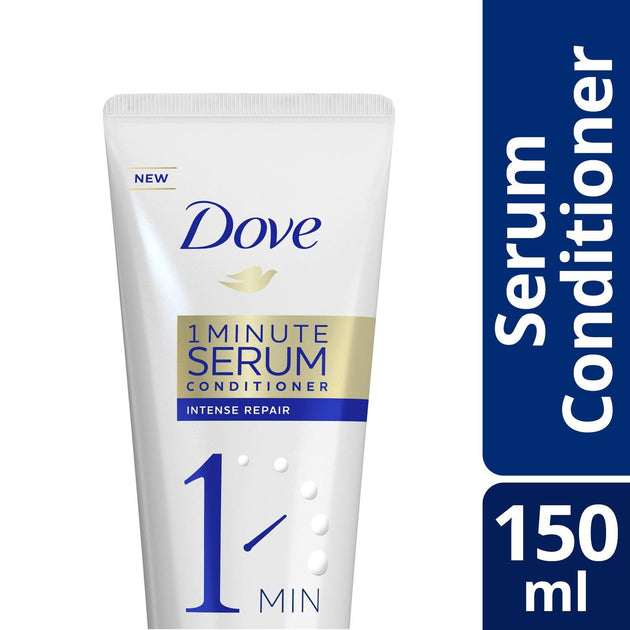 NEW
Dove
1 MINUTE
SERUM
CONDITIONER
INTENSE REPAIR
1
MIN
Serum
Conditioner
150
ml